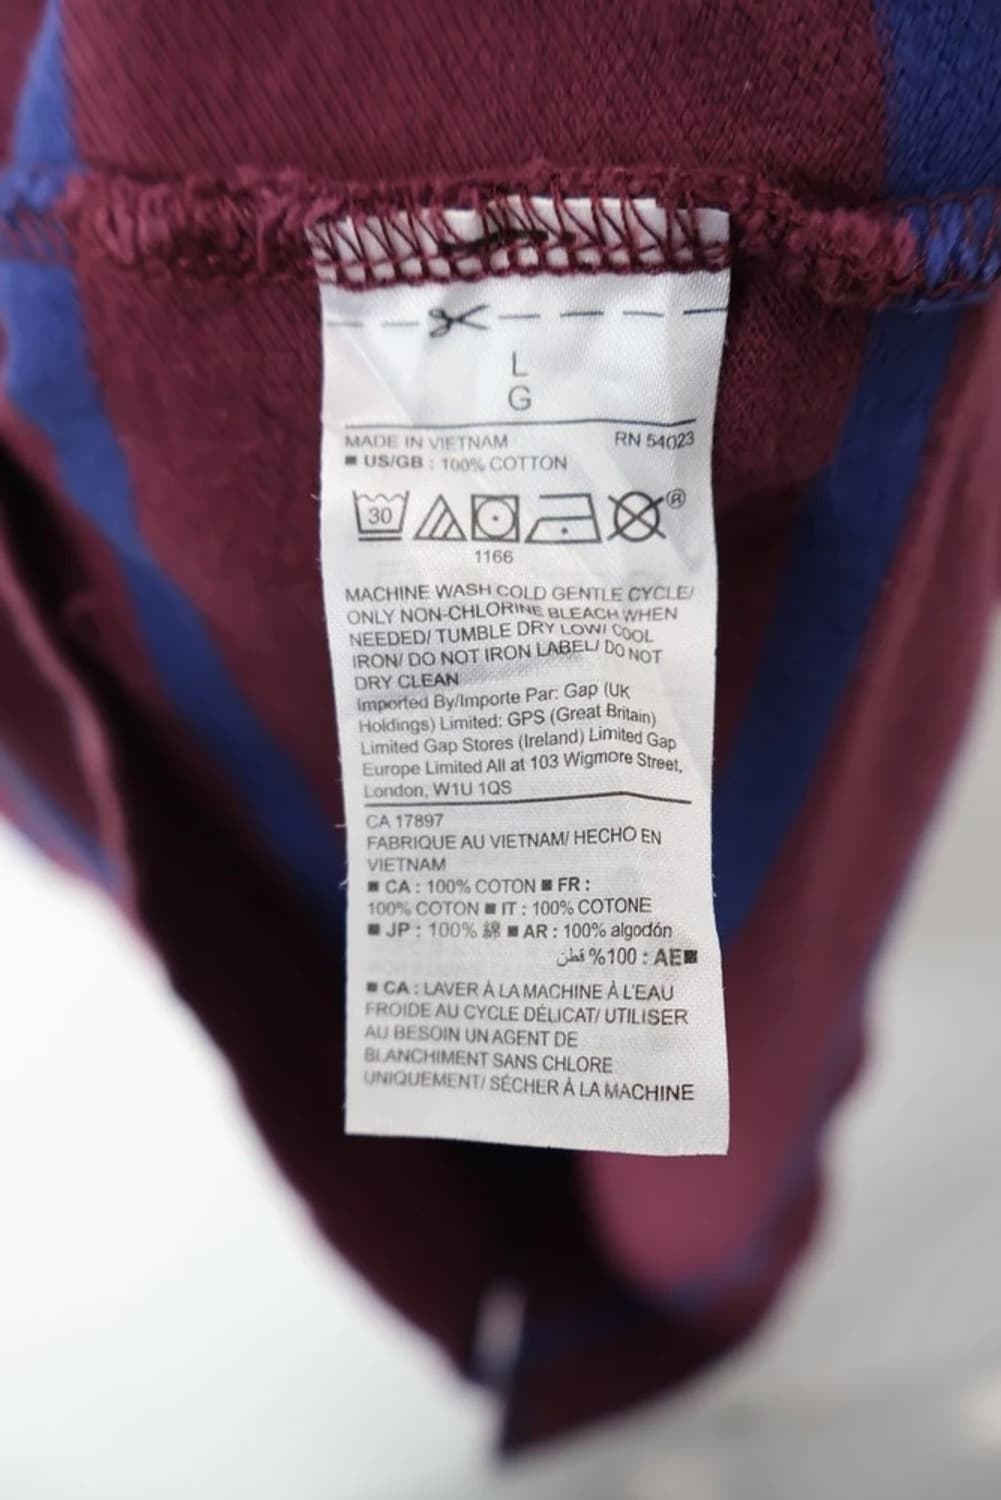 L
G
MADE IN VIETNAM RN 54023
■ US/GB : 100% COTTON
30
®
1166
MACHINE WASH COLD GENTLE CYCLE/
ONLY NON-CHLORINE BLEACH WHEN
NEEDED/ TUMBLE DRY LOW/ COOL
IRON/ DO NOT IRON LABEL/ DO NOT
DRY CLEAN
Imported By/Importe Par: Gap (UK
Holdings) Limited: GPS (Great Britain)
Limited Gap Stores (Ireland) Limited Gap
Europe Limited All at 103 Wigmore Street,
London, W1U 1QS
CA 17897
FABRIQUE AU VIETNAM/ HECHO EN
VIETNAM
■ CA : 100% COTON ■ FR :
100% COTON ■ IT : 100% COTONE
■ JP : 100% 綿 ■ AR : 100% algodón
■AE : 100% قطن
■ CA : LAVER À LA MACHINE À L'EAU
FROIDE AU CYCLE DÉLICAT/ UTILISER
AU BESOIN UN AGENT DE
BLANCHIMENT SANS CHLORE
UNIQUEMENT/ SÉCHER À LA MACHINE